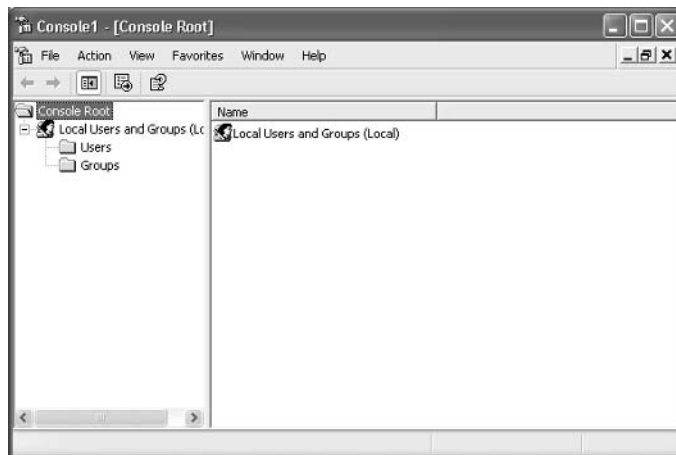 Console1 - [Console Root]
File Action View Favorites Window Help
Console Root
Local Users and Groups (Lc
Users
Groups
Name
Local Users and Groups (Local)